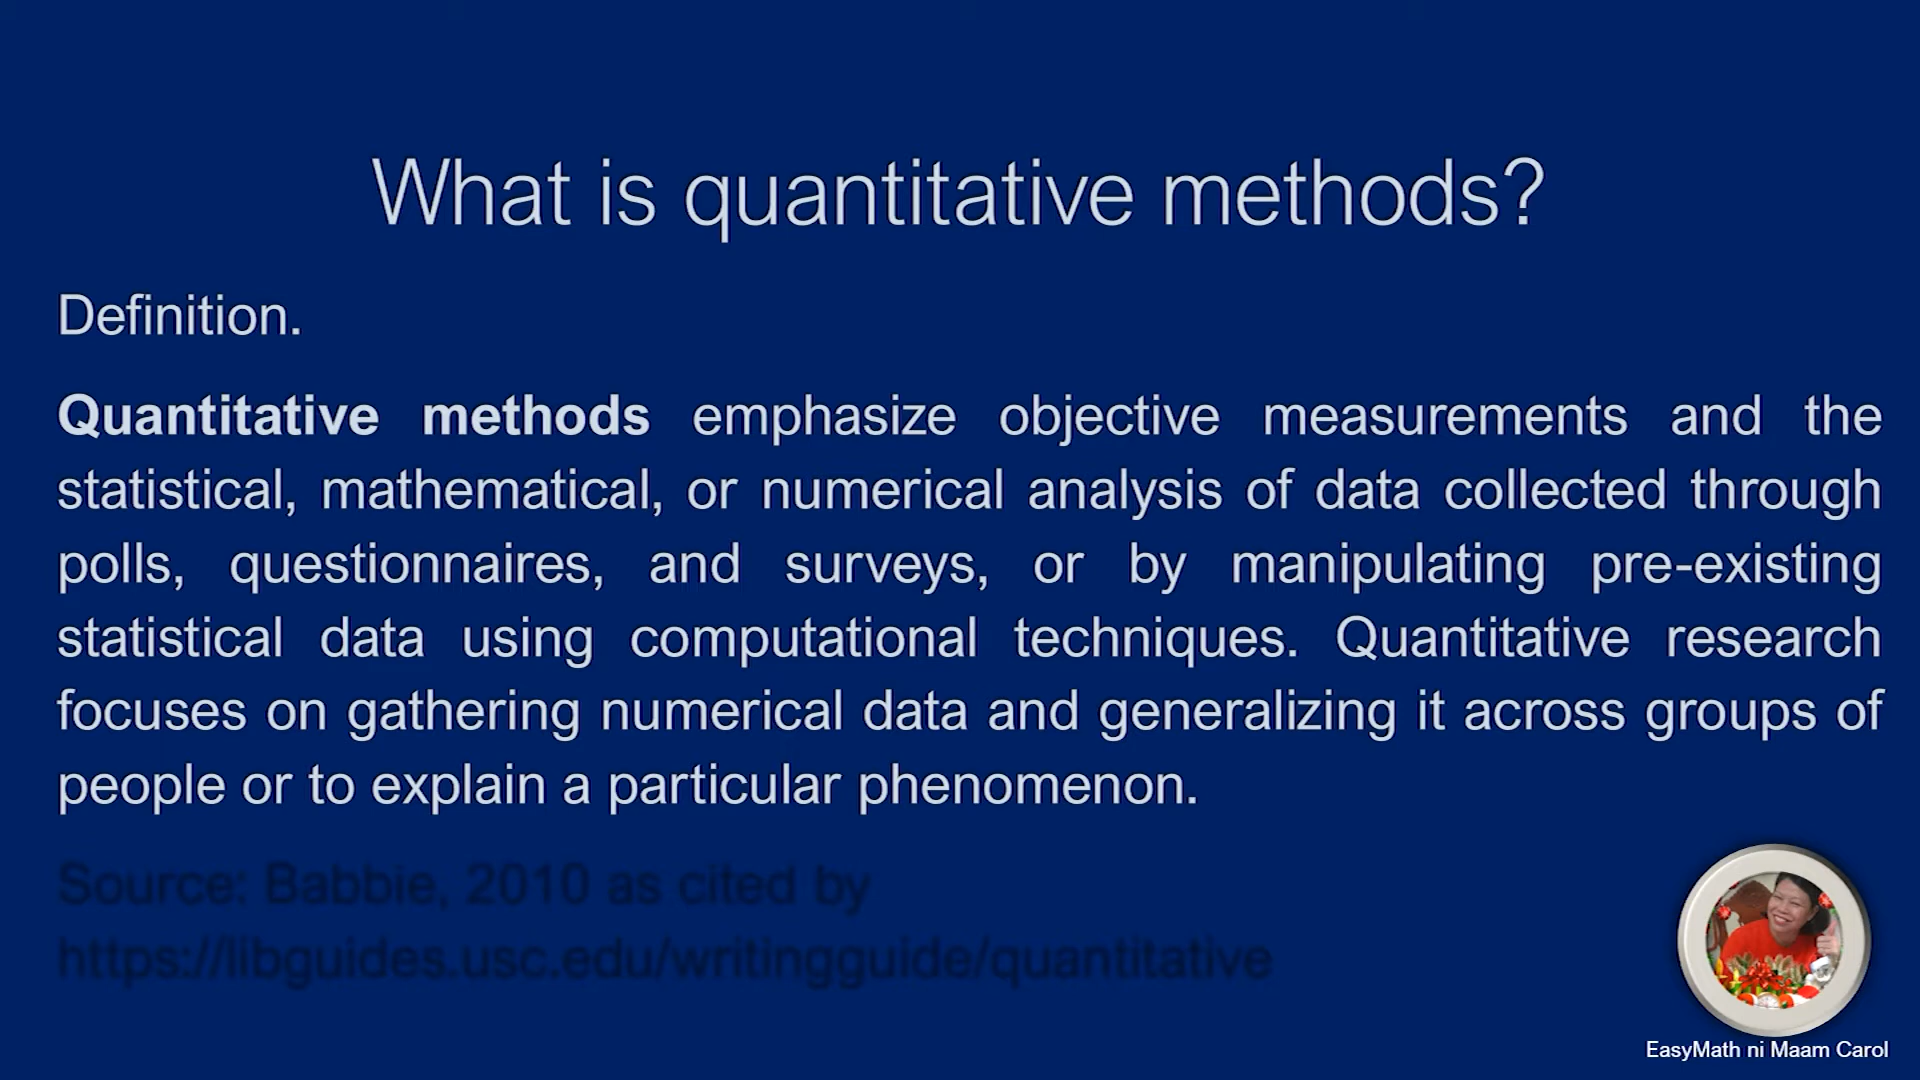 What is quantitative methods?
Definition.
Quantitative methods emphasize objective measurements and the
statistical, mathematical, or numerical analysis of data collected through
polls, questionnaires, and surveys, or by manipulating pre-existing
statistical data using computational techniques. Quantitative research
focuses on gathering numerical data and generalizing it across groups of
people or to explain a particular phenomenon.
Source: Babbie, 2010 as cited by
https://libguides.usc.edu/writingguide/quantitative
EasyMath ni Maam Carol